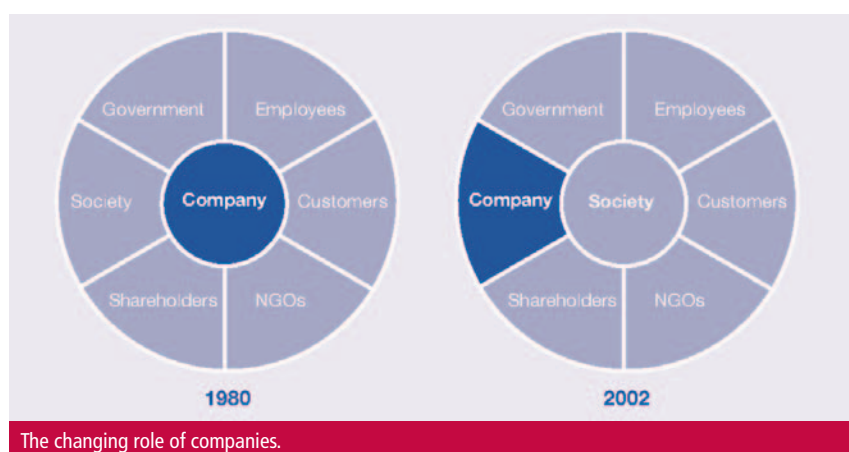 Government
Employees
Society
Company
Customers
Shareholders
NGOs
1980
Government
Employees
Company
Society
Customers
Shareholders
NGOs
2002
The changing role of companies.